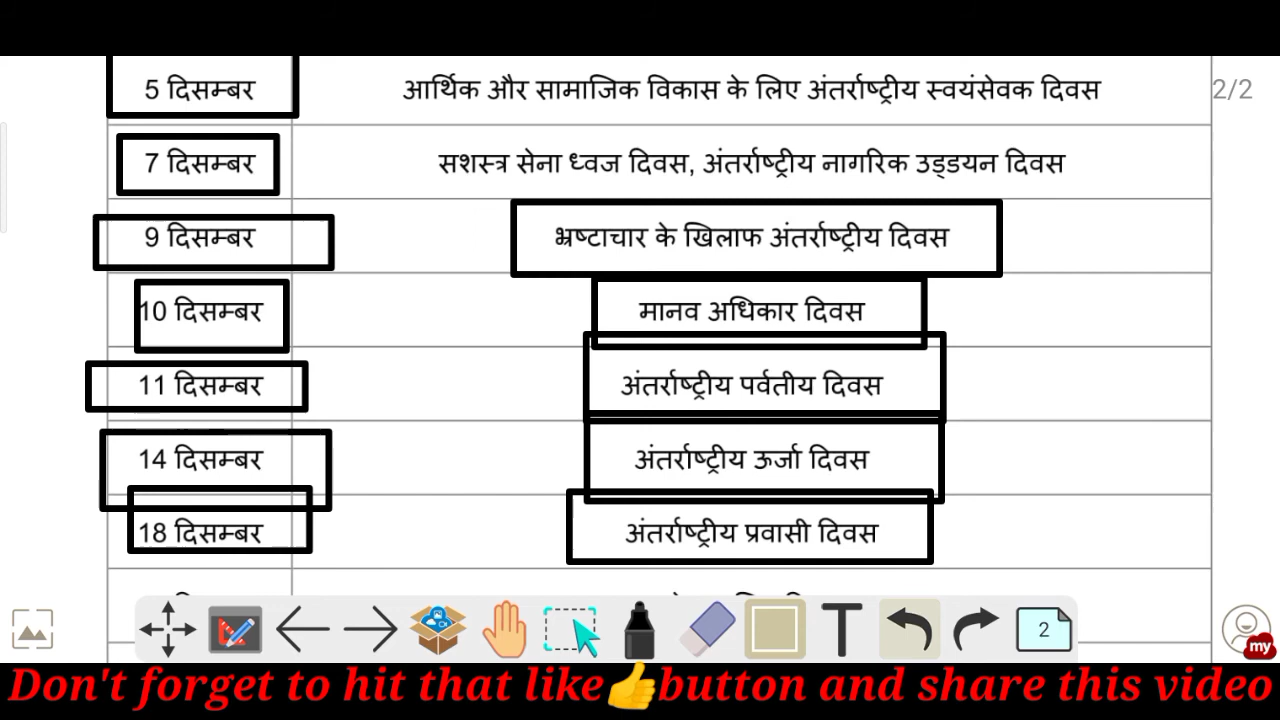 5 दिसम्बर आर्थिक और सामाजिक विकास के लिए अंतर्राष्ट्रीय स्वयंसेवक दिवस 2/2
7 दिसम्बर सशस्त्र सेना ध्वज दिवस, अंतर्राष्ट्रीय नागरिक उड्डयन दिवस
9 दिसम्बर भ्रष्टाचार के खिलाफ अंतर्राष्ट्रीय दिवस
10 दिसम्बर मानव अधिकार दिवस
11 दिसम्बर अंतर्राष्ट्रीय पर्वतीय दिवस
14 दिसम्बर अंतर्राष्ट्रीय ऊर्जा दिवस
18 दिसम्बर अंतर्राष्ट्रीय प्रवासी दिवस
T 2
my
Don't forget to hit that like👍button and share this video